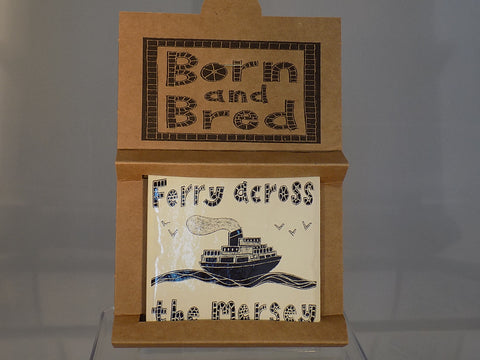 Born
and
Bred
Ferry across
the mersey